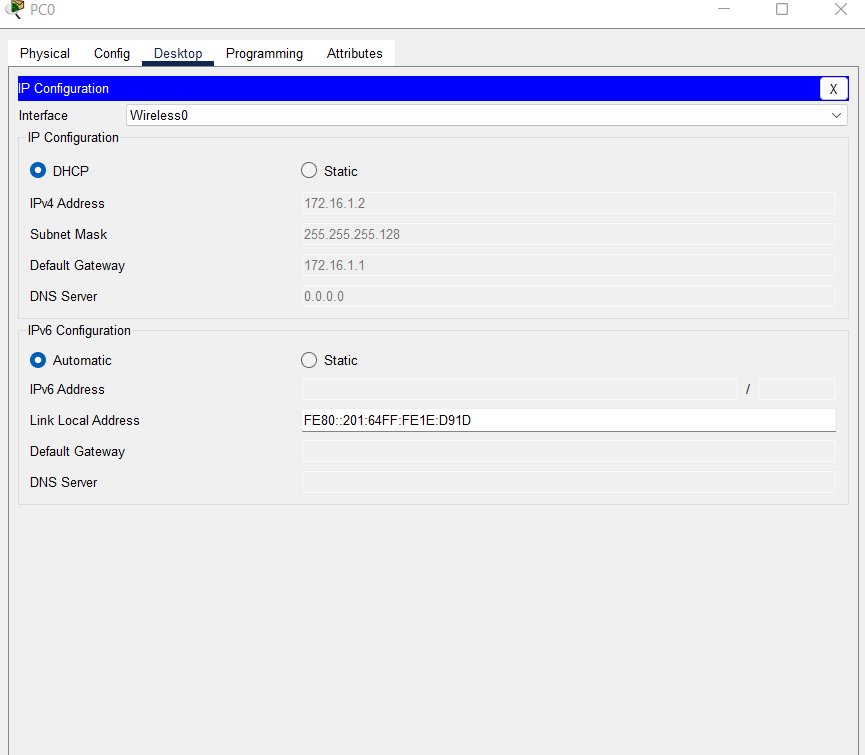 PC0
Physical Config Desktop Programming Attributes
IP Configuration X
Interface Wireless0
IP Configuration
DHCP Static
IPv4 Address 172.16.1.2
Subnet Mask 255.255.255.128
Default Gateway 172.16.1.1
DNS Server 0.0.0.0
IPv6 Configuration
Automatic Static
IPv6 Address /
Link Local Address FE80::201:64FF:FE1E:D91D
Default Gateway
DNS Server